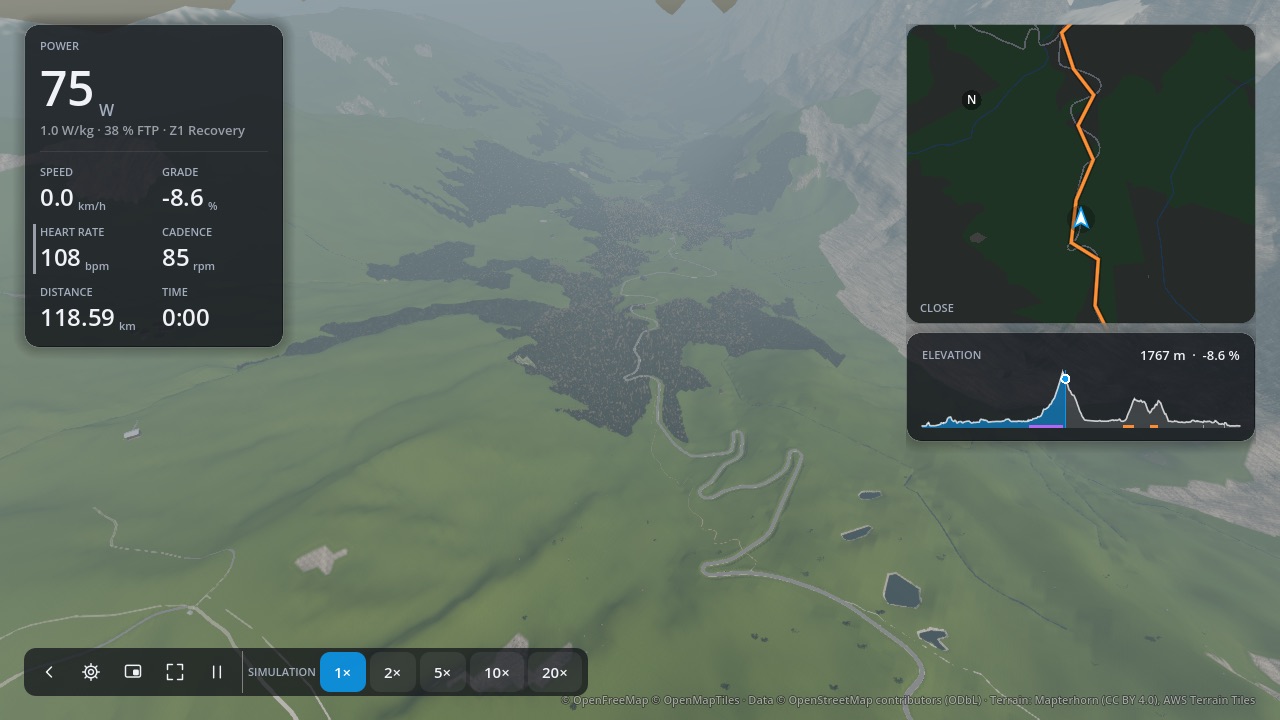 POWER
75 W
1.0 W/kg · 38 % FTP · Z1 Recovery
SPEED GRADE
0.0 km/h -8.6 %
HEART RATE CADENCE
108 bpm 85 rpm
DISTANCE TIME
118.59 km 0:00
N
CLOSE
ELEVATION 1767 m · -8.6 %
SIMULATION 1× 2× 5× 10× 20×
© OpenFreeMap © OpenMapTiles · Data © OpenStreetMap contributors (ODbL) · Terrain: Mapterhorn (CC BY 4.0), AWS Terrain Tiles